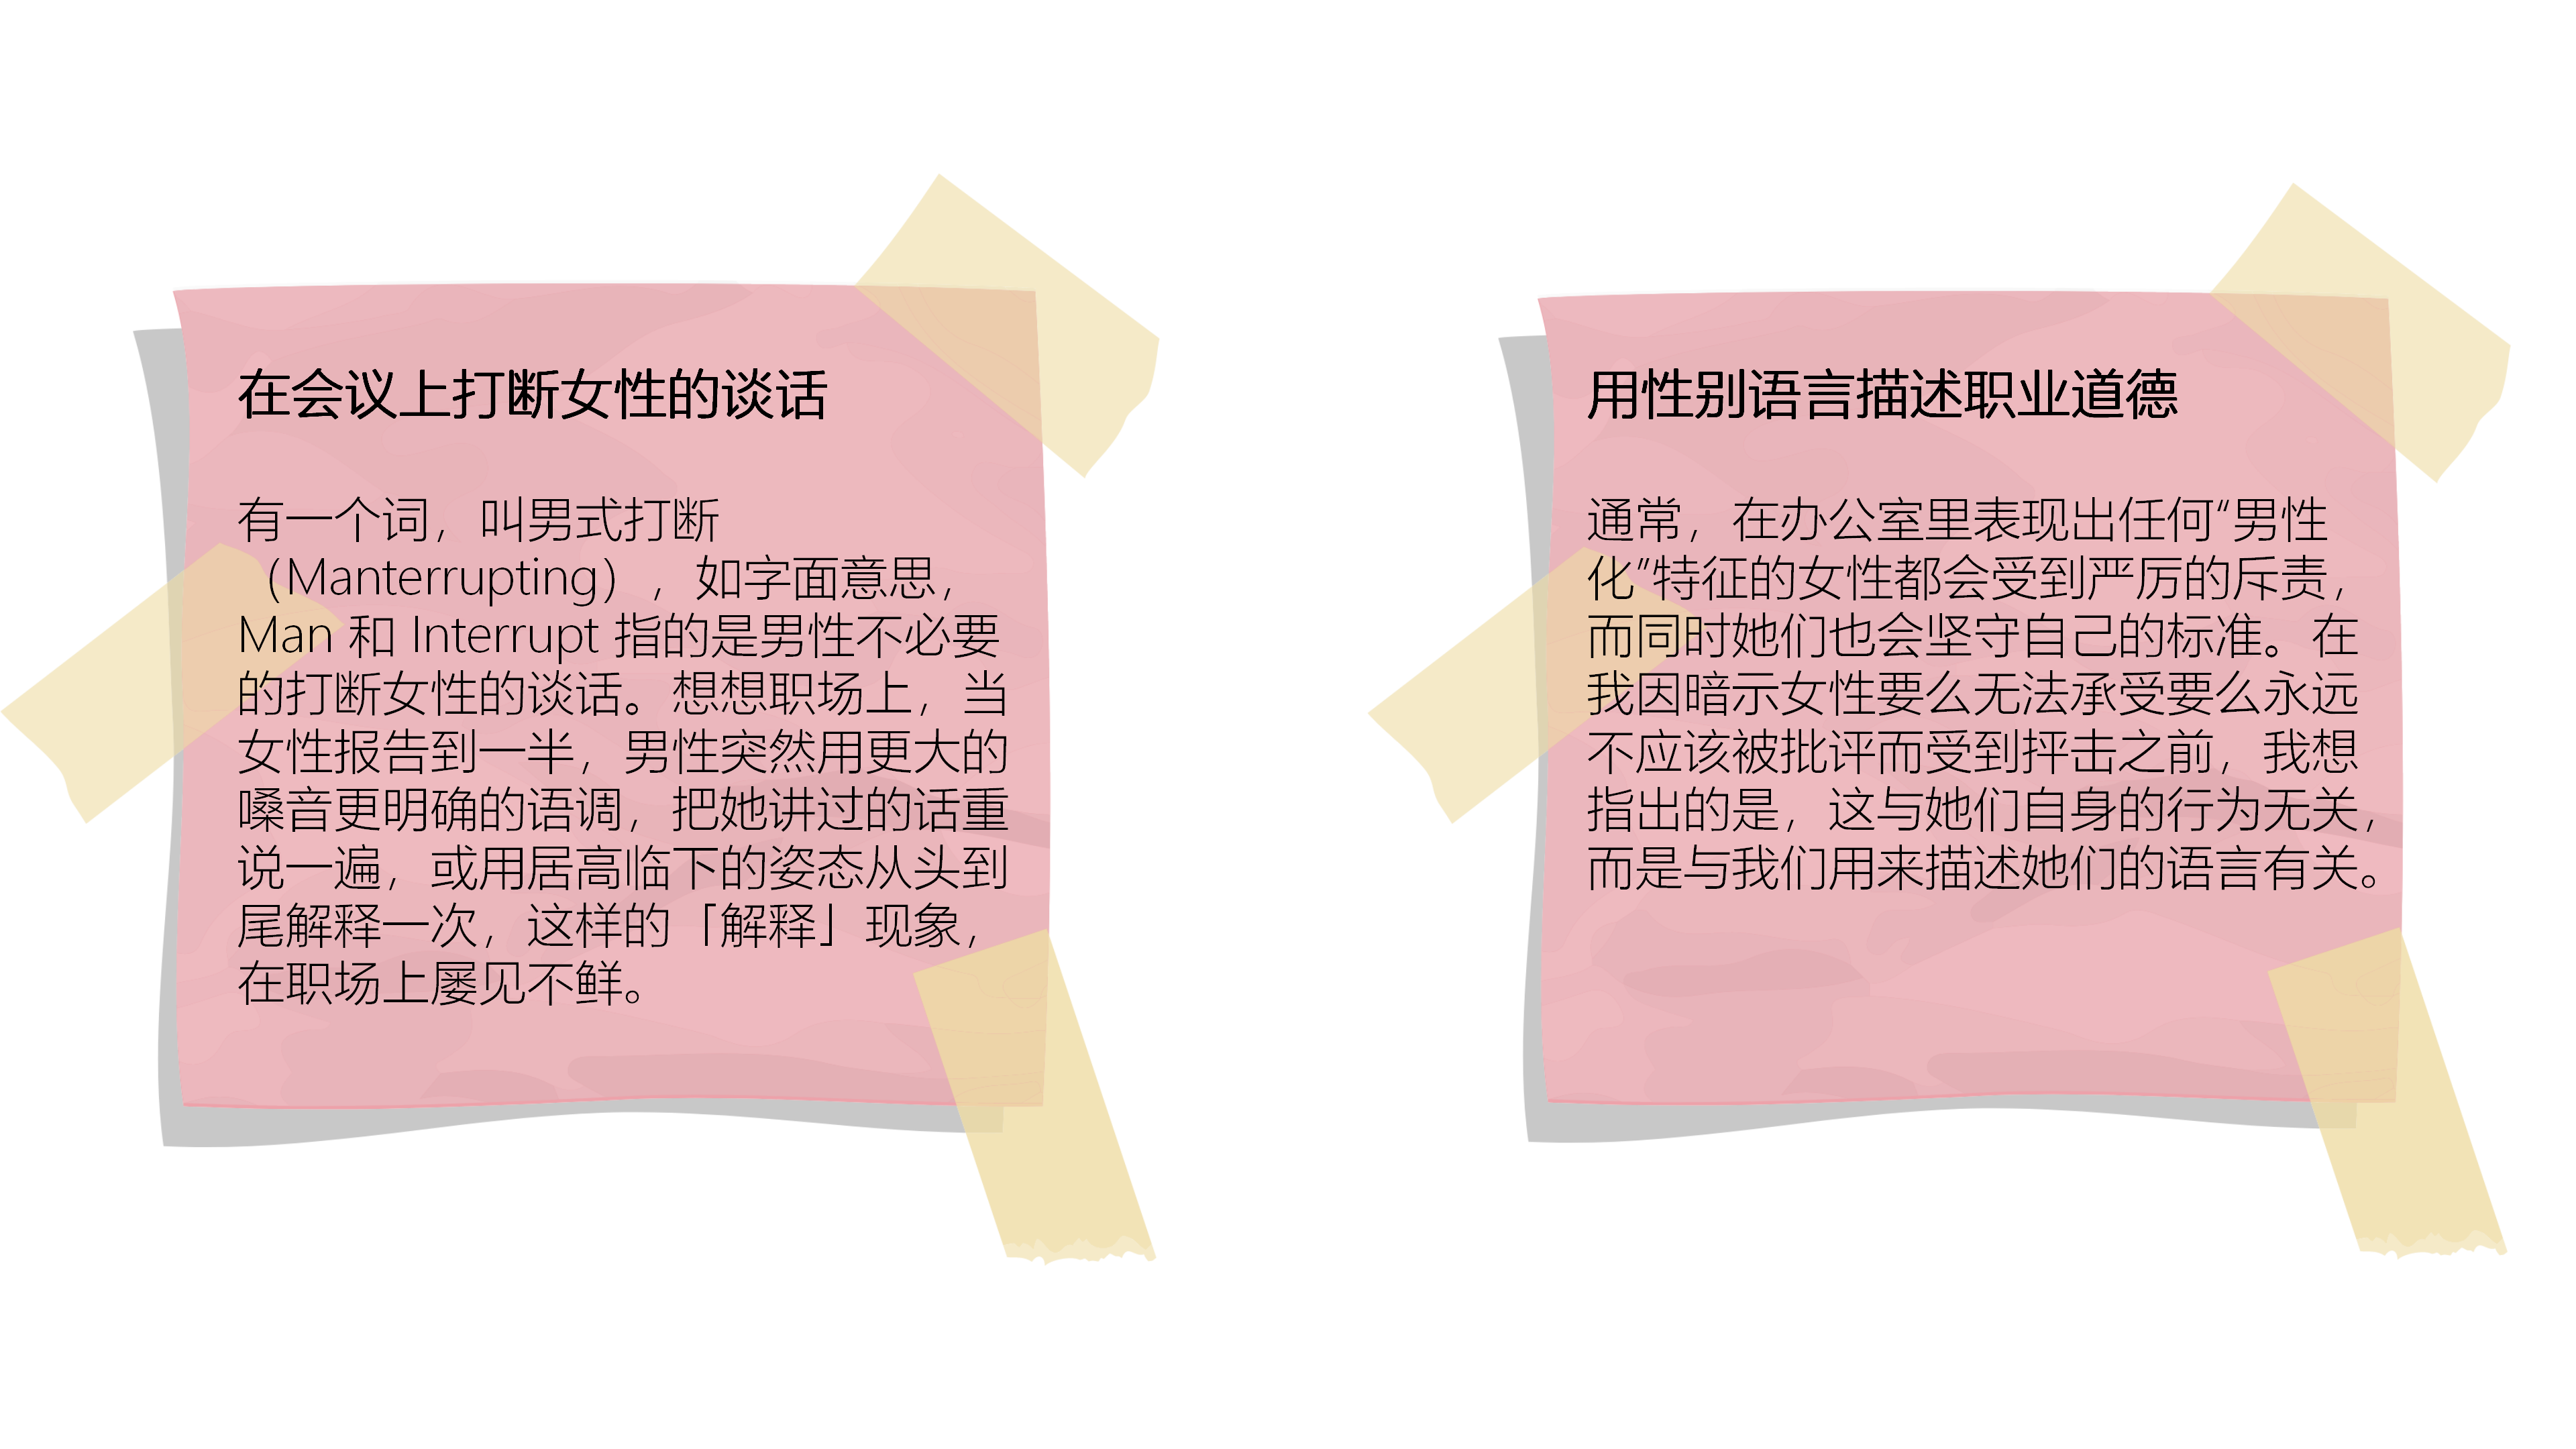 在会议上打断女性的谈话
有一个词，叫男式打断
（Manterrupting），如字面意思，
Man 和 Interrupt 指的是男性不必要
的打断女性的谈话。想想职场上，当
女性报告到一半，男性突然用更大的
嗓音更明确的语调，把她讲过的话重
说一遍，或用居高临下的姿态从头到
尾解释一次，这样的「解释」现象，
在职场上屡见不鲜。
用性别语言描述职业道德
通常，在办公室里表现出任何“男性
化”特征的女性都会受到严厉的斥责，
而同时她们也会坚守自己的标准。在
我因暗示女性要么无法承受要么永远
不应该被批评而受到抨击之前，我想
指出的是，这与她们自身的行为无关，
而是与我们用来描述她们的语言有关。